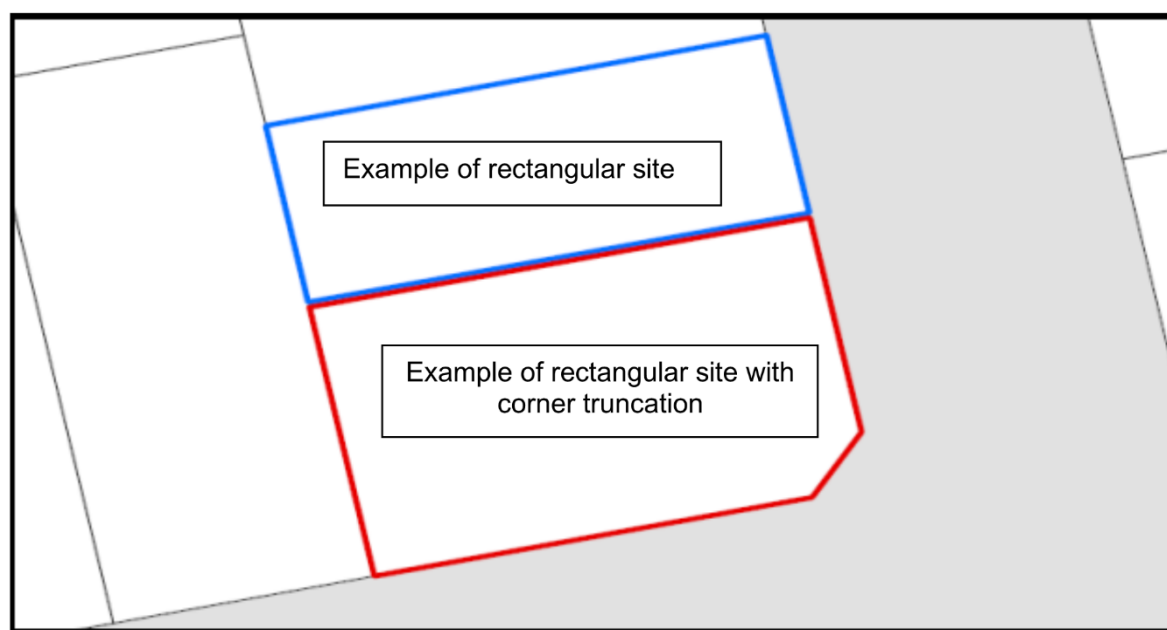 Example of rectangular site
Example of rectangular site with
corner truncation